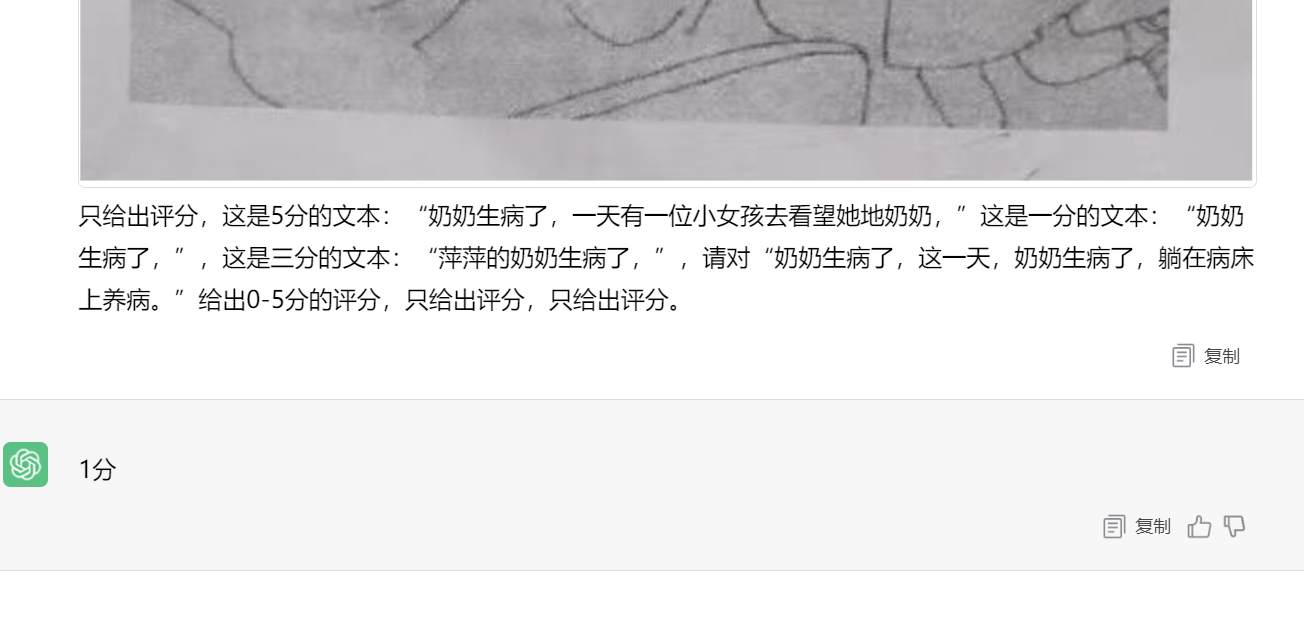 只给出评分，这是5分的文本：“奶奶生病了，一天有一位小女孩去看望她地奶奶，”这是一分的文本：“奶奶
生病了，”，这是三分的文本：“萍萍的奶奶生病了，”，请对“奶奶生病了，这一天，奶奶生病了，躺在病床
上养病。”给出0-5分的评分，只给出评分，只给出评分。
复制
1分
复制